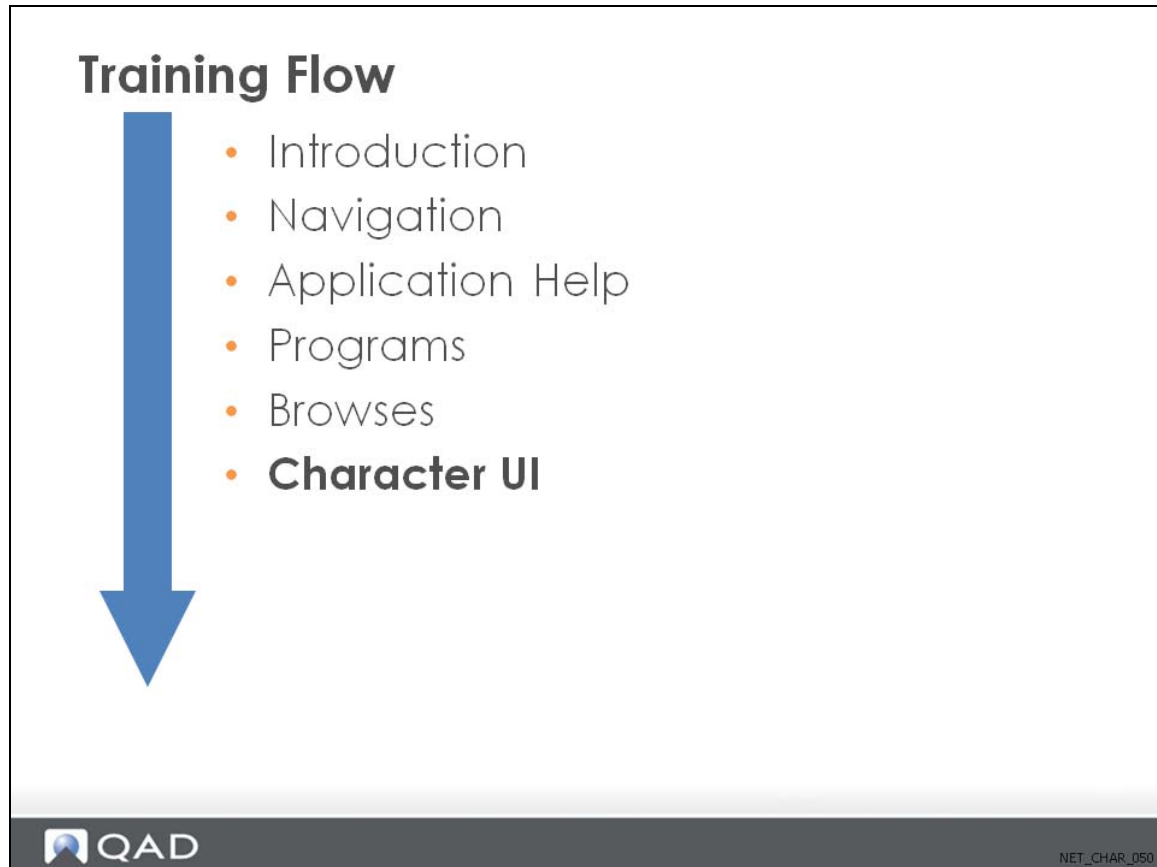 Training Flow
• Introduction
• Navigation
• Application Help
• Programs
• Browses
• Character UI
QAD
NET_CHAR_050